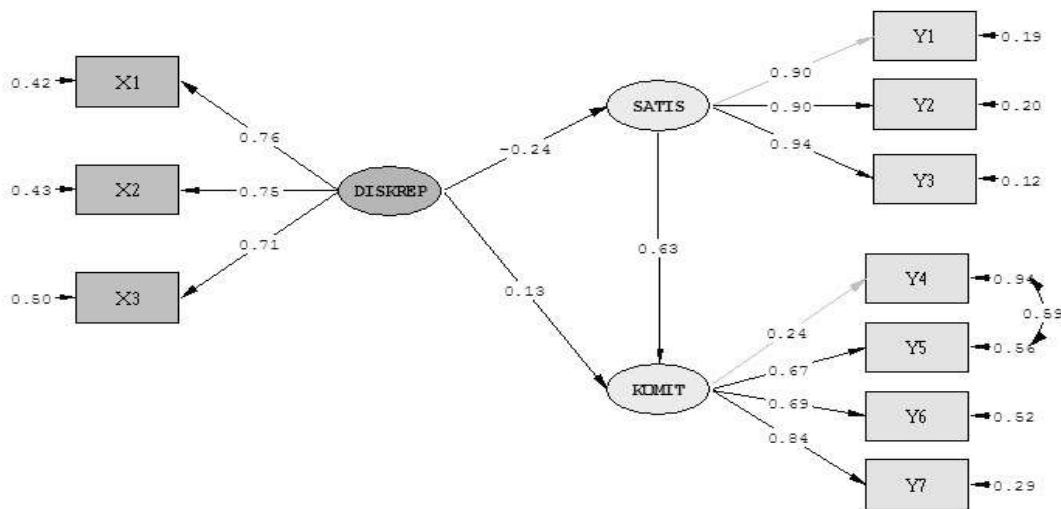 0.19
Y1
0.90
X1
0.42
SATIS
0.90
Y2
0.20
0.76
-0.24
0.94
Y3
0.12
0.43
X2
0.75
DISKREP
0.71
0.63
0.13
Y4
0.94
0.50
X3
0.24
0.59
Y5
0.56
0.67
KOMIT
0.69
Y6
0.52
0.84
Y7
0.29